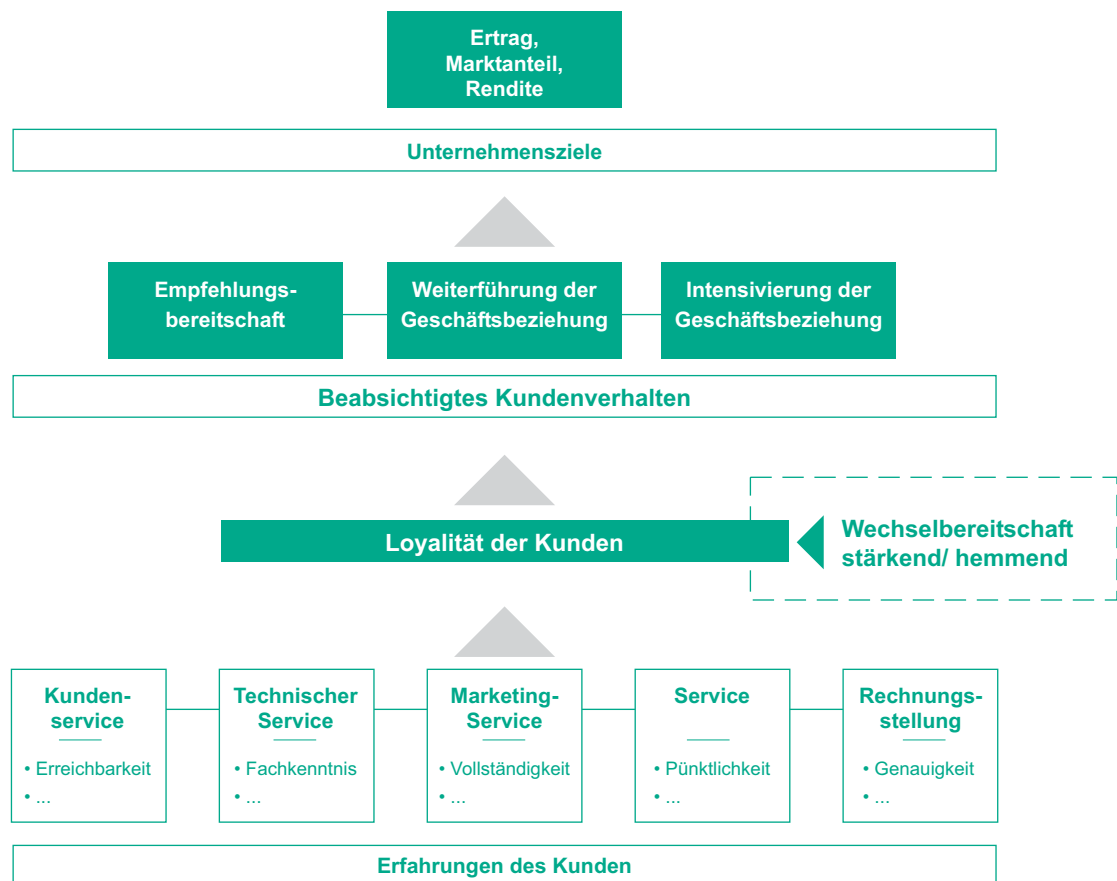 Ertrag,
Marktanteil,
Rendite
Unternehmensziele
Empfehlungs-
bereitschaft
Weiterführung der
Geschäftsbeziehung
Intensivierung der
Geschäftsbeziehung
Beabsichtigtes Kundenverhalten
Loyalität der Kunden
Wechselbereitschaft
stärkend/ hemmend
Kunden-
service
• Erreichbarkeit
• ...
Technischer
Service
• Fachkenntnis
• ...
Marketing-
Service
• Vollständigkeit
• ...
Service
• Pünktlichkeit
• ...
Rechnungs-
stellung
• Genauigkeit
• ...
Erfahrungen des Kunden